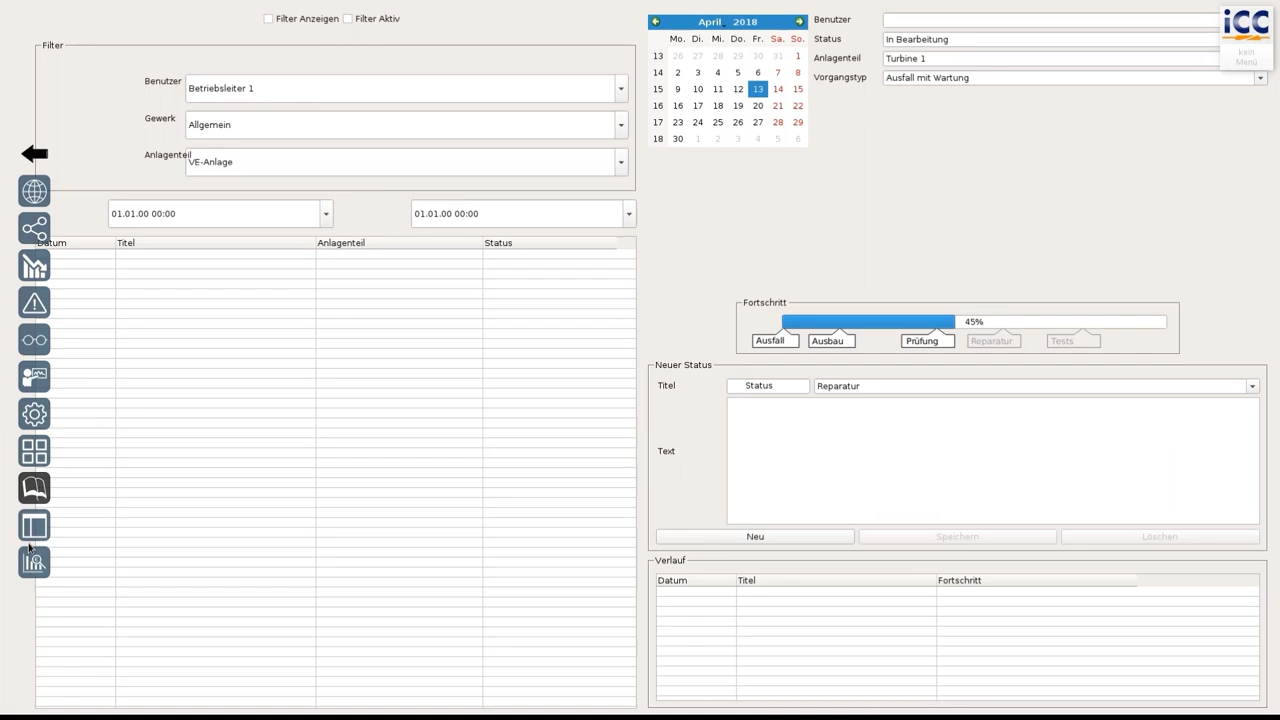 Filter Anzeigen Filter Aktiv
Filter
Benutzer Betriebsleiter 1
Gewerk Allgemein
Anlagenteil VE-Anlage
01.01.00 00:00 01.01.00 00:00
Datum Titel Anlagenteil Status
April, 2018
Mo. Di. Mi. Do. Fr. Sa. So.
13 26 27 28 29 30 31 1
14 2 3 4 5 6 7 8
15 9 10 11 12 13 14 15
16 16 17 18 19 20 21 22
17 23 24 25 26 27 28 29
18 30 1 2 3 4 5 6
Benutzer
Status In Bearbeitung
Anlagenteil Turbine 1
Vorgangstyp Ausfall mit Wartung
iCC
kein
Menü
Fortschritt
45%
Ausfall Ausbau Prüfung Reparatur Tests
Neuer Status
Titel Status Reparatur
Text
Neu Speichern Löschen
Verlauf
Datum Titel Fortschritt